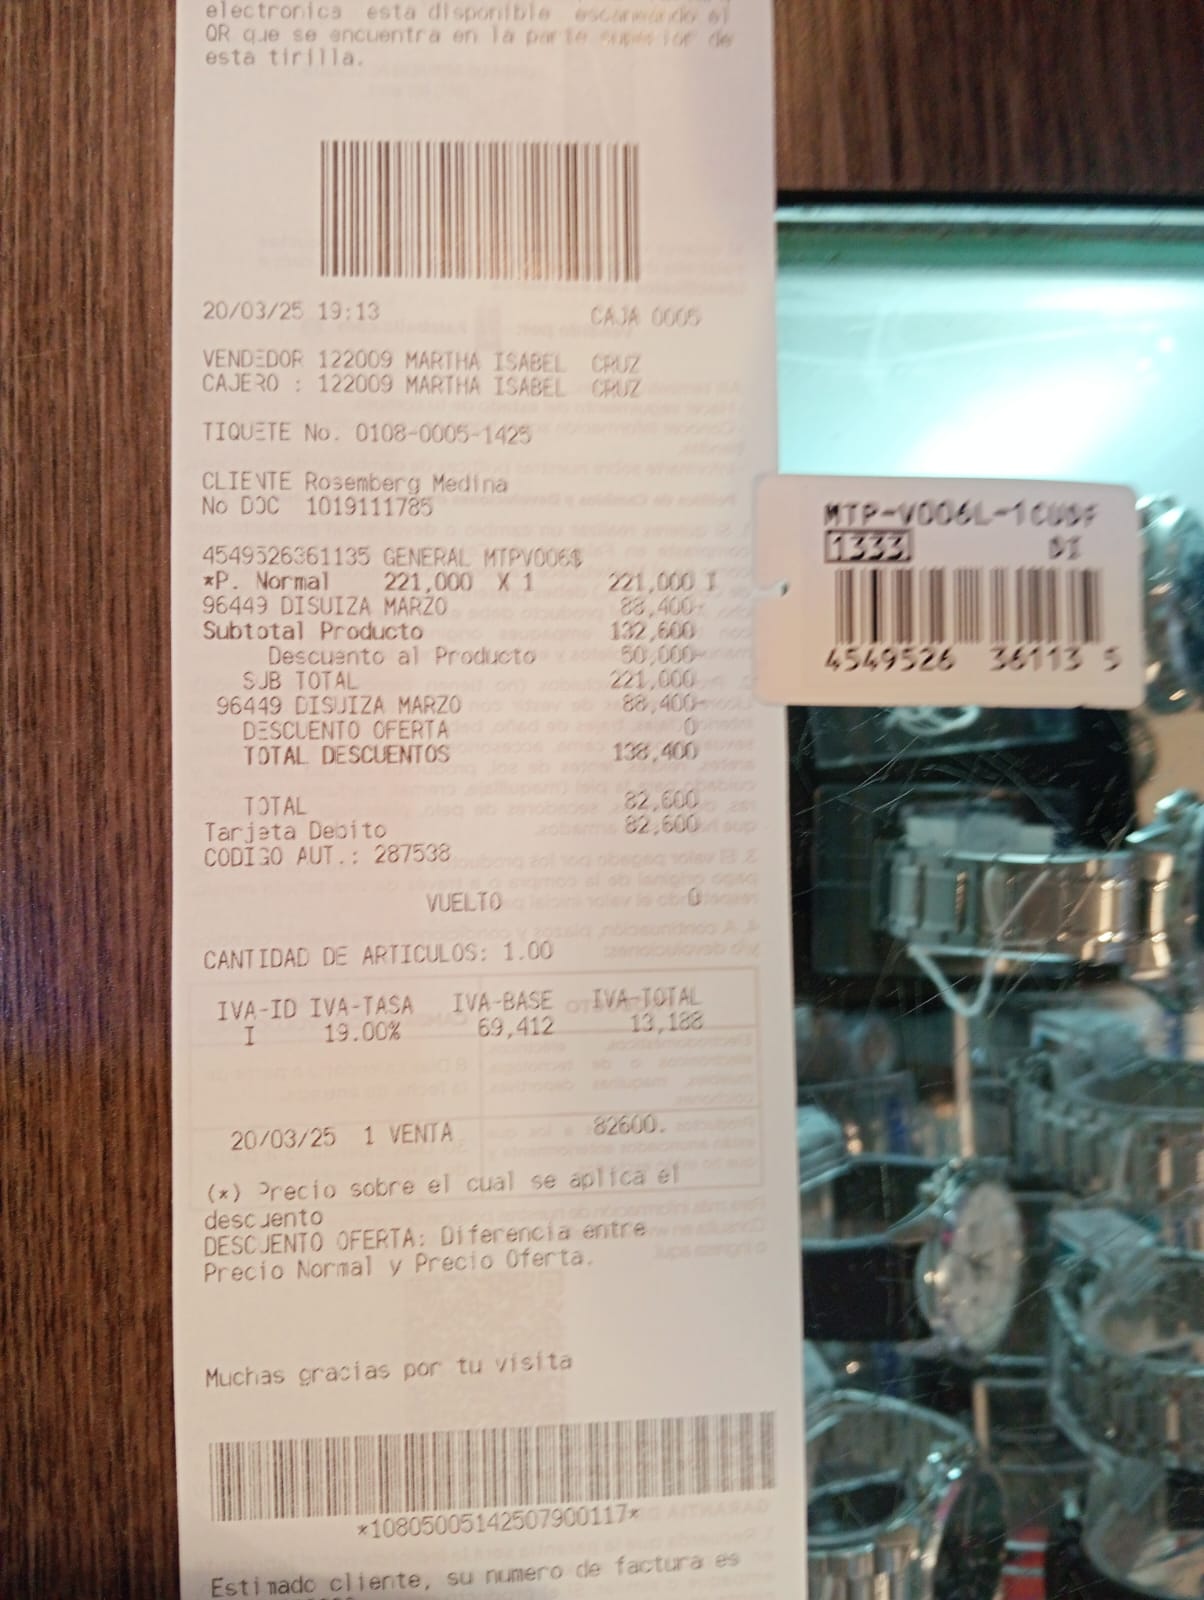 electronica esta disponible escaneando el
QR que se encuentra en la parte superior de
esta tirilla.
20/03/25 19:13 CAJA 0005
VENDEDOR 122009 MARTHA ISABEL CRUZ
CAJERO : 122009 MARTHA ISABEL CRUZ
TIQUETE No. 0108-0005-1425
CLIENTE Rosemberg Medina
No DOC 1019111785
4549526361135 GENERAL MTPV006$
*P. Normal 221,000 X 1 221,000 I
96449 DISUIZA MARZO 88,400-
Subtotal Producto 132,600
Descuento al Producto 50,000-
SUB TOTAL 221,000
96449 DISUIZA MARZO 88,400-
DESCUENTO OFERTA 0
TOTAL DESCUENTOS 138,400
TOTAL 82,600
Tarjeta Debito 82,600
CODIGO AUT.: 287538
VUELTO 0
CANTIDAD DE ARTICULOS: 1.00
IVA-ID IVA-TASA IVA-BASE IVA-TOTAL
I 19.00% 69,412 13,188
20/03/25 1 VENTA 82600.
(*) Precio sobre el cual se aplica el
descuento
DESCUENTO OFERTA: Diferencia entre
Precio Normal y Precio Oferta.
Muchas gracias por tu visita
*10805005142507900117*
Estimado cliente, su numero de factura es
MTP-V006L-1CUDF
1333 DI
4549526 36113 5